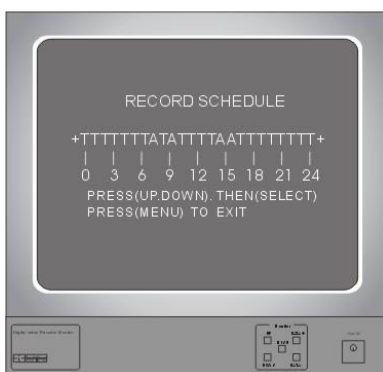 RECORD SCHEDULE
+TTTTTTTATATTTTAATTTTTTTT+
0 3 6 9 12 15 18 21 24
PRESS(UP.DOWN). THEN(SELECT)
PRESS(MENU) TO EXIT